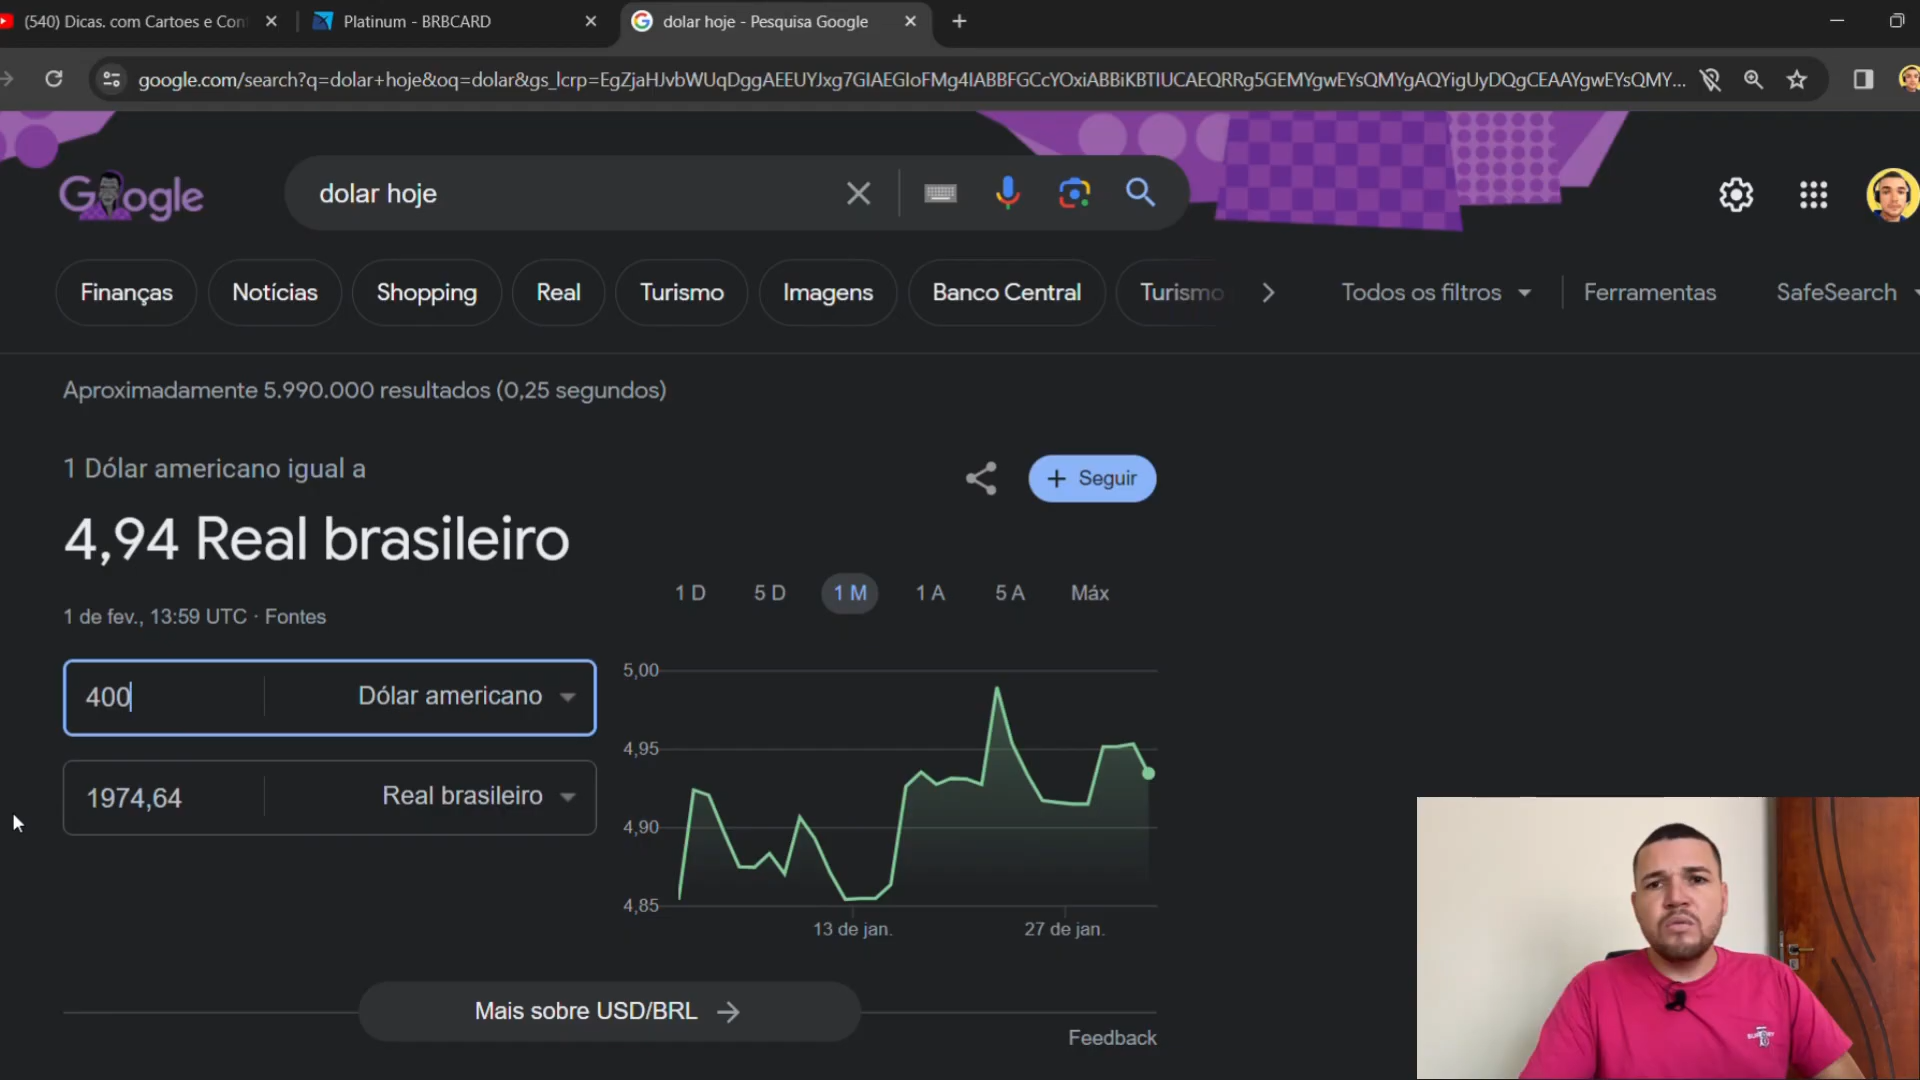 (540) Dicas. com Cartoes e Con
Platinum - BRBCARD
dolar hoje - Pesquisa Google
google.com/search?q=dolar+hoje&oq=dolar&gs_lcrp=EgZjaHJvbWUqDggAEEUYJxg7GIAEGIoFMg4IABBFGCcYOxiABBiKBTIUCAEQRRg5GEMYgwEYsQMYgAQYigUyDQgCEAAYgwEYsQMY...
Google
dolar hoje
Finanças
Notícias
Shopping
Real
Turismo
Imagens
Banco Central
Turismo
Todos os filtros
Ferramentas
SafeSearch
Aproximadamente 5.990.000 resultados (0,25 segundos)
1 Dólar americano igual a
Seguir
4,94 Real brasileiro
1 D
5 D
1 M
1 A
5 A
Máx
1 de fev., 13:59 UTC · Fontes
400
Dólar americano
1974,64
Real brasileiro
5,00
4,95
4,90
4,85
13 de jan.
27 de jan.
Mais sobre USD/BRL
Feedback